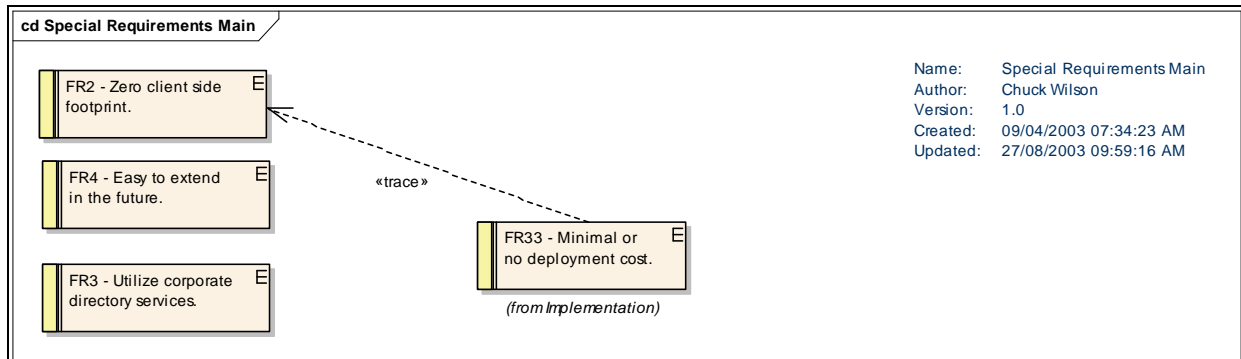 cd Special Requirements Main
FR2 - Zero client side
footprint.
E
FR4 - Easy to extend
in the future.
E
FR3 - Utilize corporate
directory services.
E
«trace»
FR33 - Minimal or
no deployment cost.
E
(from Implementation)
Name: Special Requirements Main
Author: Chuck Wilson
Version: 1.0
Created: 09/04/2003 07:34:23 AM
Updated: 27/08/2003 09:59:16 AM